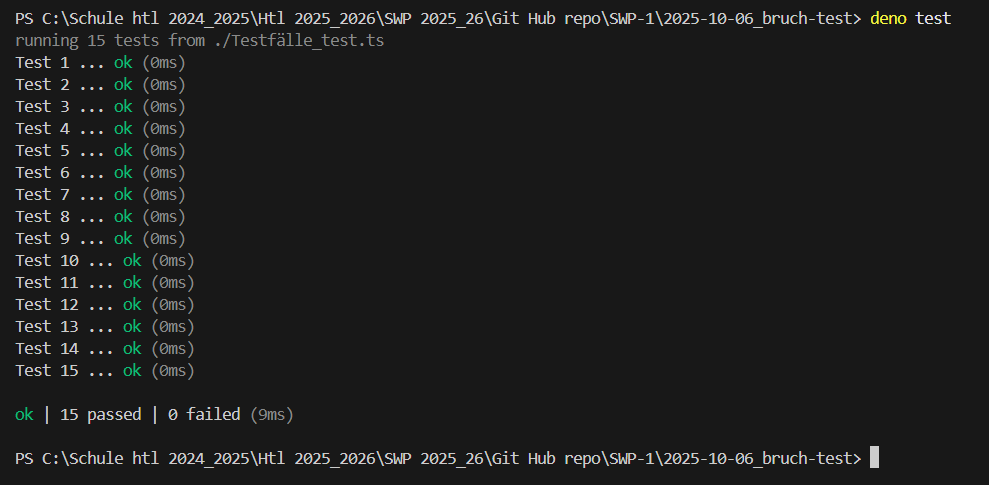 PS C:\Schule htl 2024_2025\Htl 2025_2026\SWP 2025_26\Git Hub repo\SWP-1\2025-10-06_bruch-test> deno test
running 15 tests from ./Testfälle_test.ts
Test 1 ... ok (0ms)
Test 2 ... ok (0ms)
Test 3 ... ok (0ms)
Test 4 ... ok (0ms)
Test 5 ... ok (0ms)
Test 6 ... ok (0ms)
Test 7 ... ok (0ms)
Test 8 ... ok (0ms)
Test 9 ... ok (0ms)
Test 10 ... ok (0ms)
Test 11 ... ok (0ms)
Test 12 ... ok (0ms)
Test 13 ... ok (0ms)
Test 14 ... ok (0ms)
Test 15 ... ok (0ms)
ok | 15 passed | 0 failed (9ms)
PS C:\Schule htl 2024_2025\Htl 2025_2026\SWP 2025_26\Git Hub repo\SWP-1\2025-10-06_bruch-test>